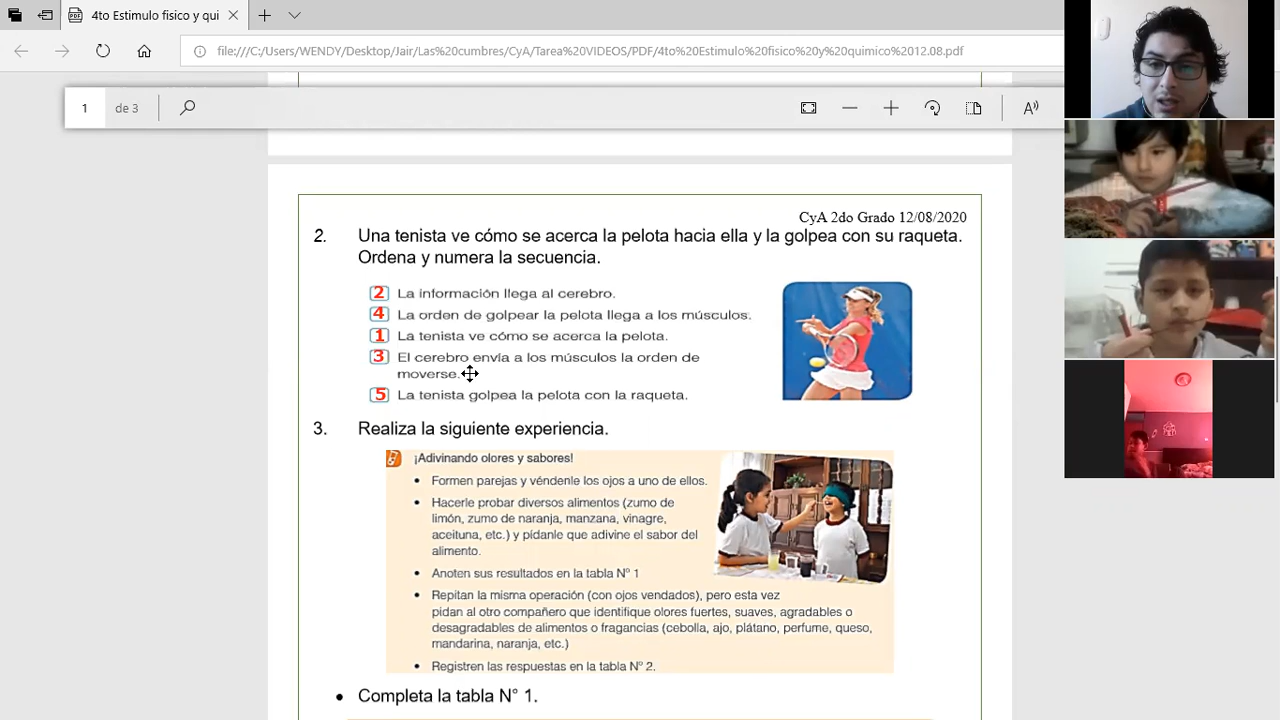 4to Estimulo fisico y qui
file:///C:/Users/WENDY/Desktop/Jair/Las%20cumbres/CyA/Tarea%20VIDEOS/PDF/4to%20Estimulo%20fisico%20y%20quimico%2012.08.pdf
1 de 3
CyA 2do Grado 12/08/2020
2. Una tenista ve cómo se acerca la pelota hacia ella y la golpea con su raqueta.
Ordena y numera la secuencia.
2 La información llega al cerebro.
4 La orden de golpear la pelota llega a los músculos.
1 La tenista ve cómo se acerca la pelota.
3 El cerebro envía a los músculos la orden de
moverse.
5 La tenista golpea la pelota con la raqueta.
3. Realiza la siguiente experiencia.
¡Adivinando olores y sabores!
• Formen parejas y véndenle los ojos a uno de ellos.
• Hacerle probar diversos alimentos (zumo de
limón, zumo de naranja, manzana, vinagre,
aceituna, etc.) y pídanle que adivine el sabor del
alimento.
• Anoten sus resultados en la tabla N° 1
• Repitan la misma operación (con ojos vendados), pero esta vez
pidan al otro compañero que identifique olores fuertes, suaves, agradables o
desagradables de alimentos o fragancias (cebolla, ajo, plátano, perfume, queso,
mandarina, naranja, etc.)
• Registren las respuestas en la tabla N° 2.
• Completa la tabla N° 1.